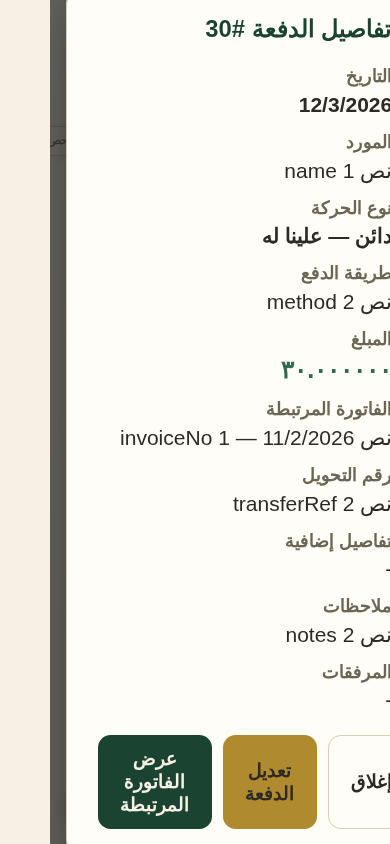 تفاصيل الدفعة #30
التاريخ
12/3/2026
المورد
نص name 1
نوع الحركة
دائن — علينا له
طريقة الدفع
نص method 2
المبلغ
٣٠.٠٠٠٠٠٠
الفاتورة المرتبطة
نص invoiceNo 1 — 11/2/2026
رقم التحويل
نص transferRef 2
تفاصيل إضافية
-
ملاحظات
نص notes 2
المرفقات
-
إغلاق
تعديل
الدفعة
عرض
الفاتورة
المرتبطة